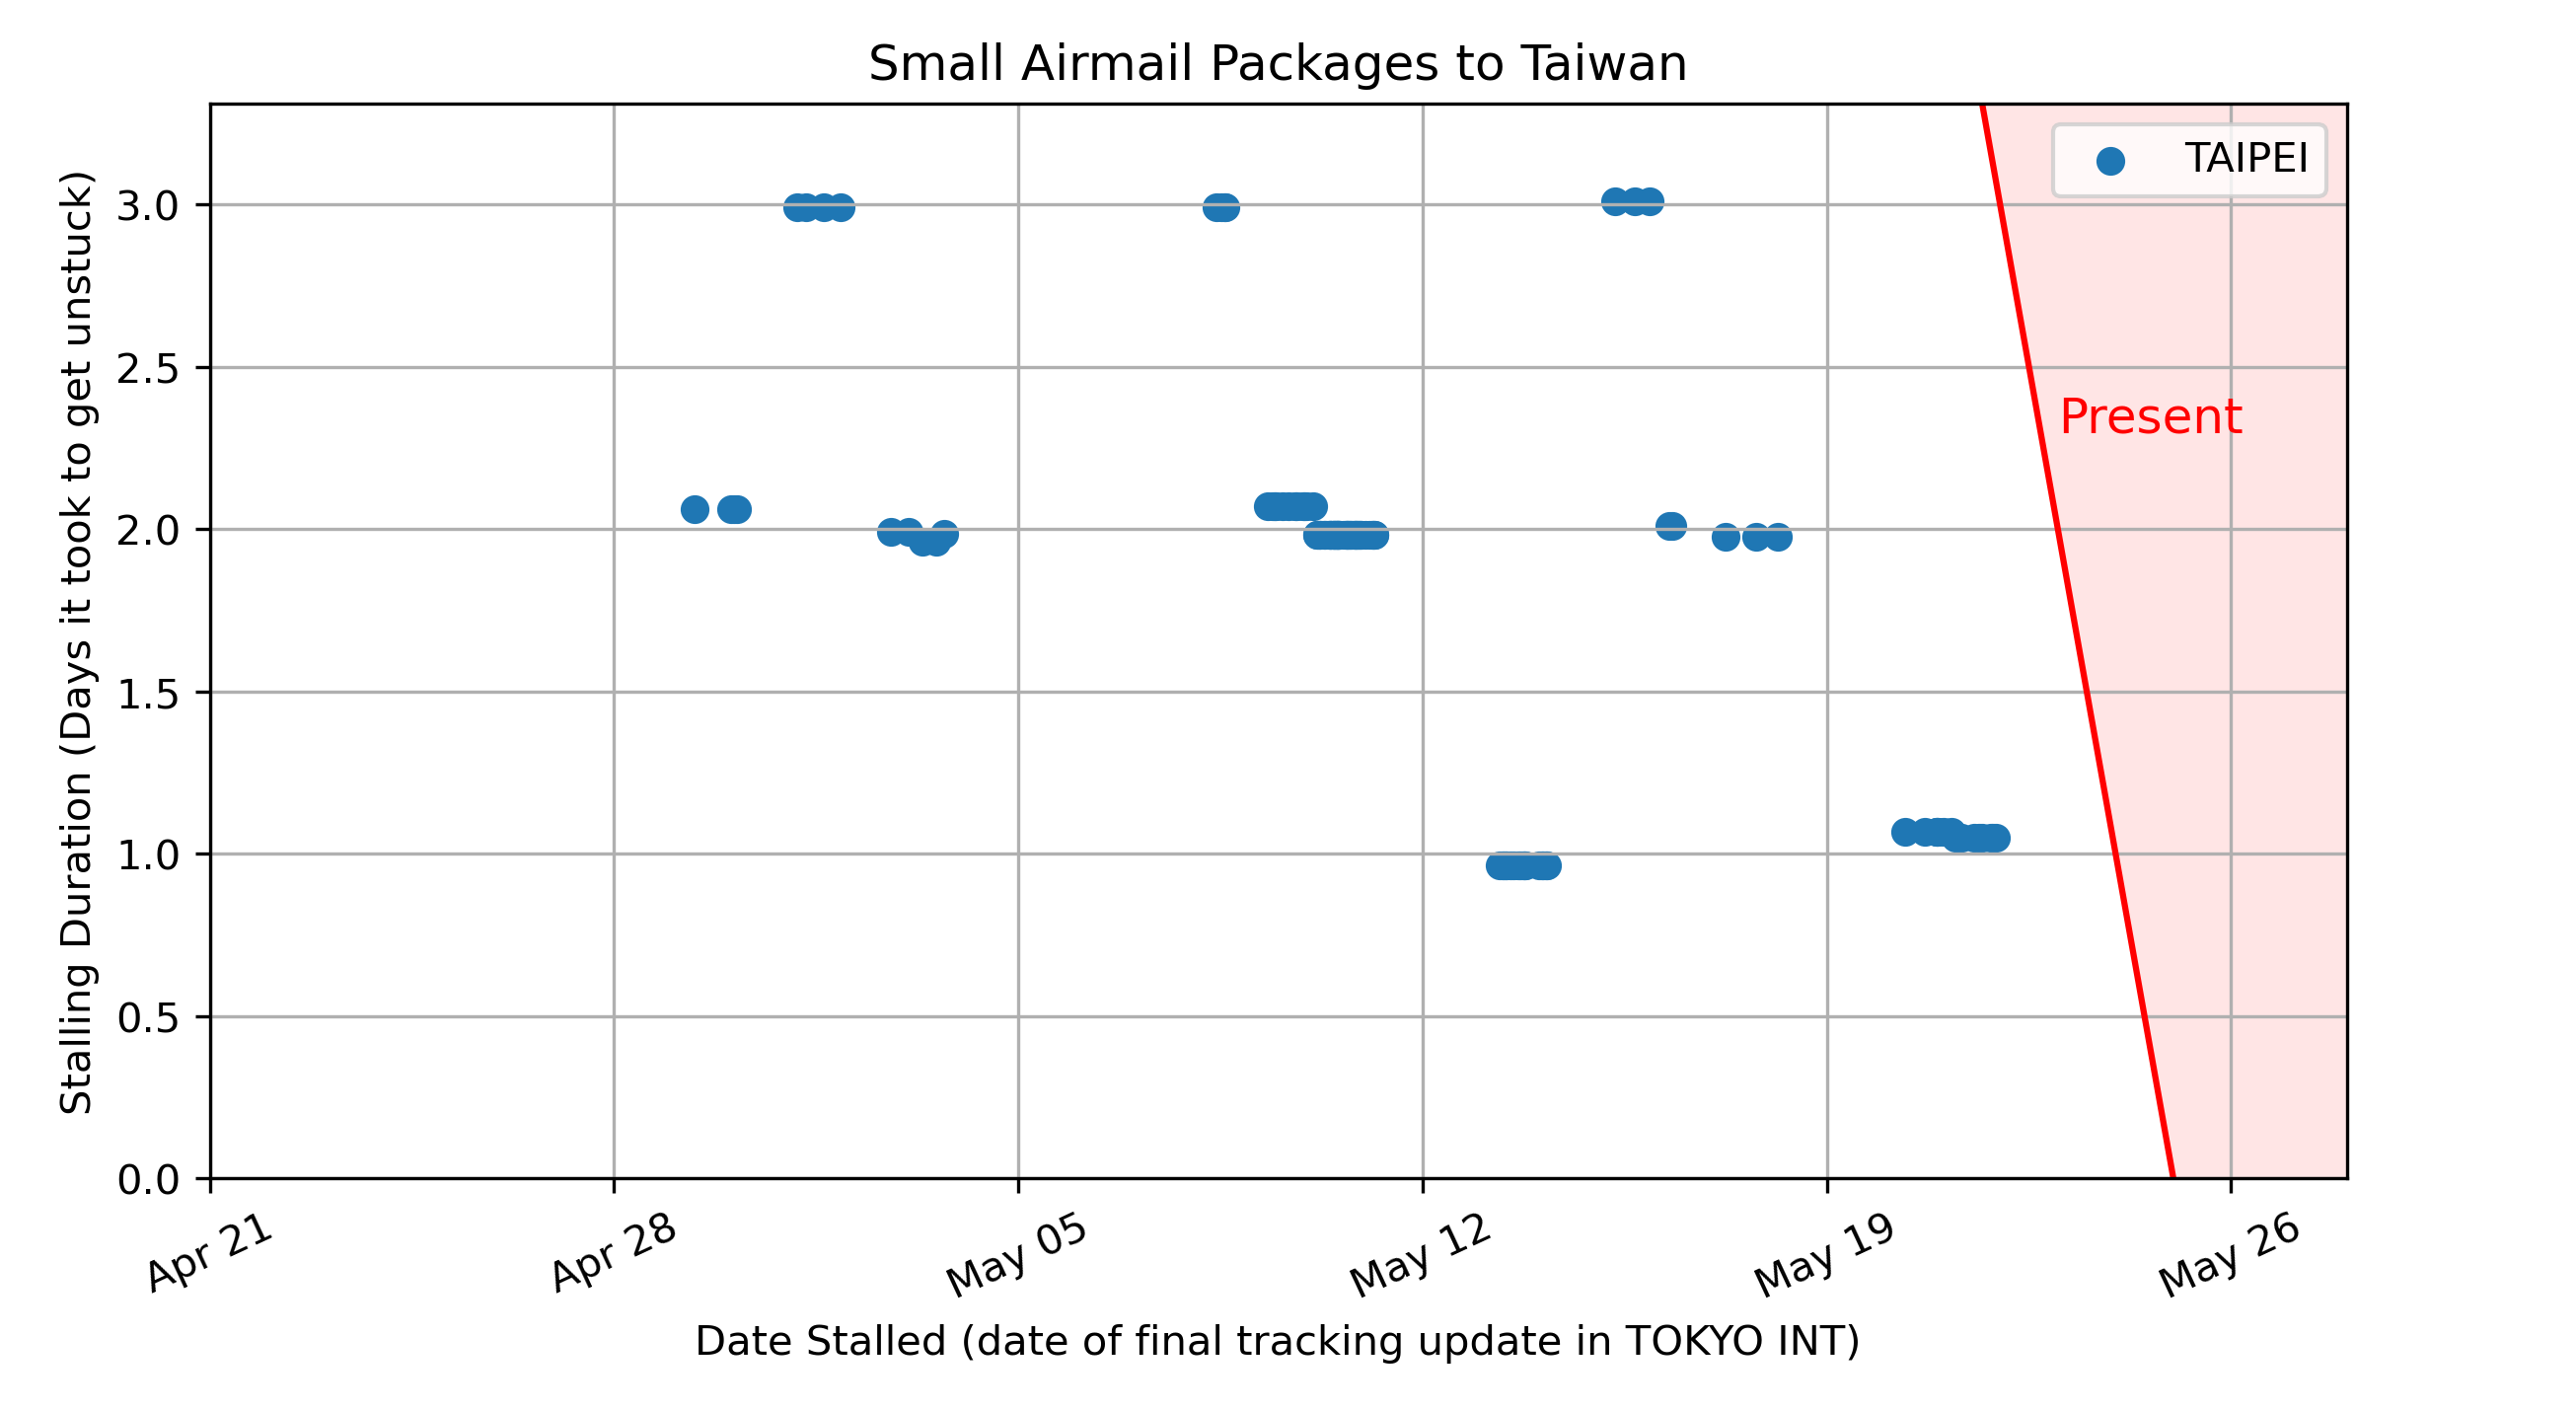 Small Airmail Packages to Taiwan
TAIPEI
Present
Stalling Duration (Days it took to get unstuck)
3.0
2.5
2.0
1.5
1.0
0.5
0.0
Apr 21
Apr 28
May 05
May 12
May 19
May 26
Date Stalled (date of final tracking update in TOKYO INT)